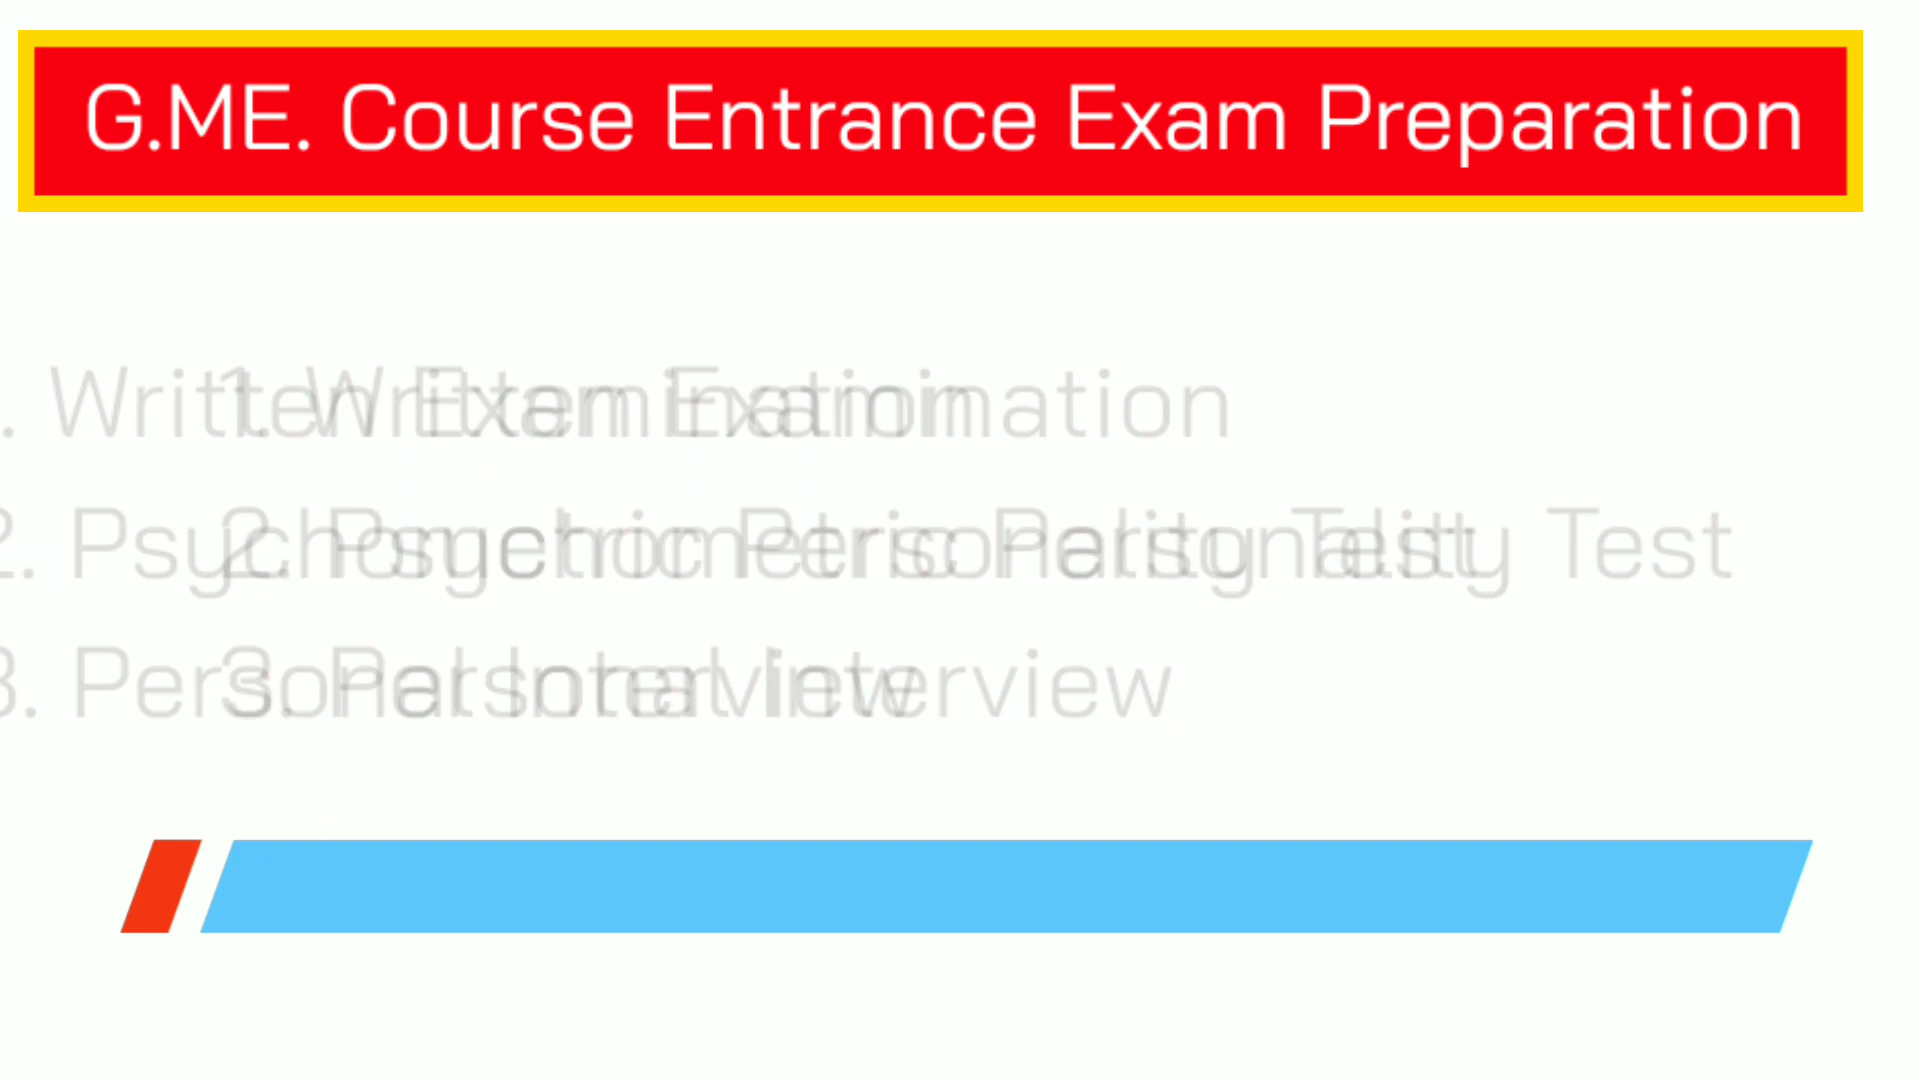 G.ME. Course Entrance Exam Preparation
1. Written Examination
2. Psychometric Personality Test
3. Personal Interview